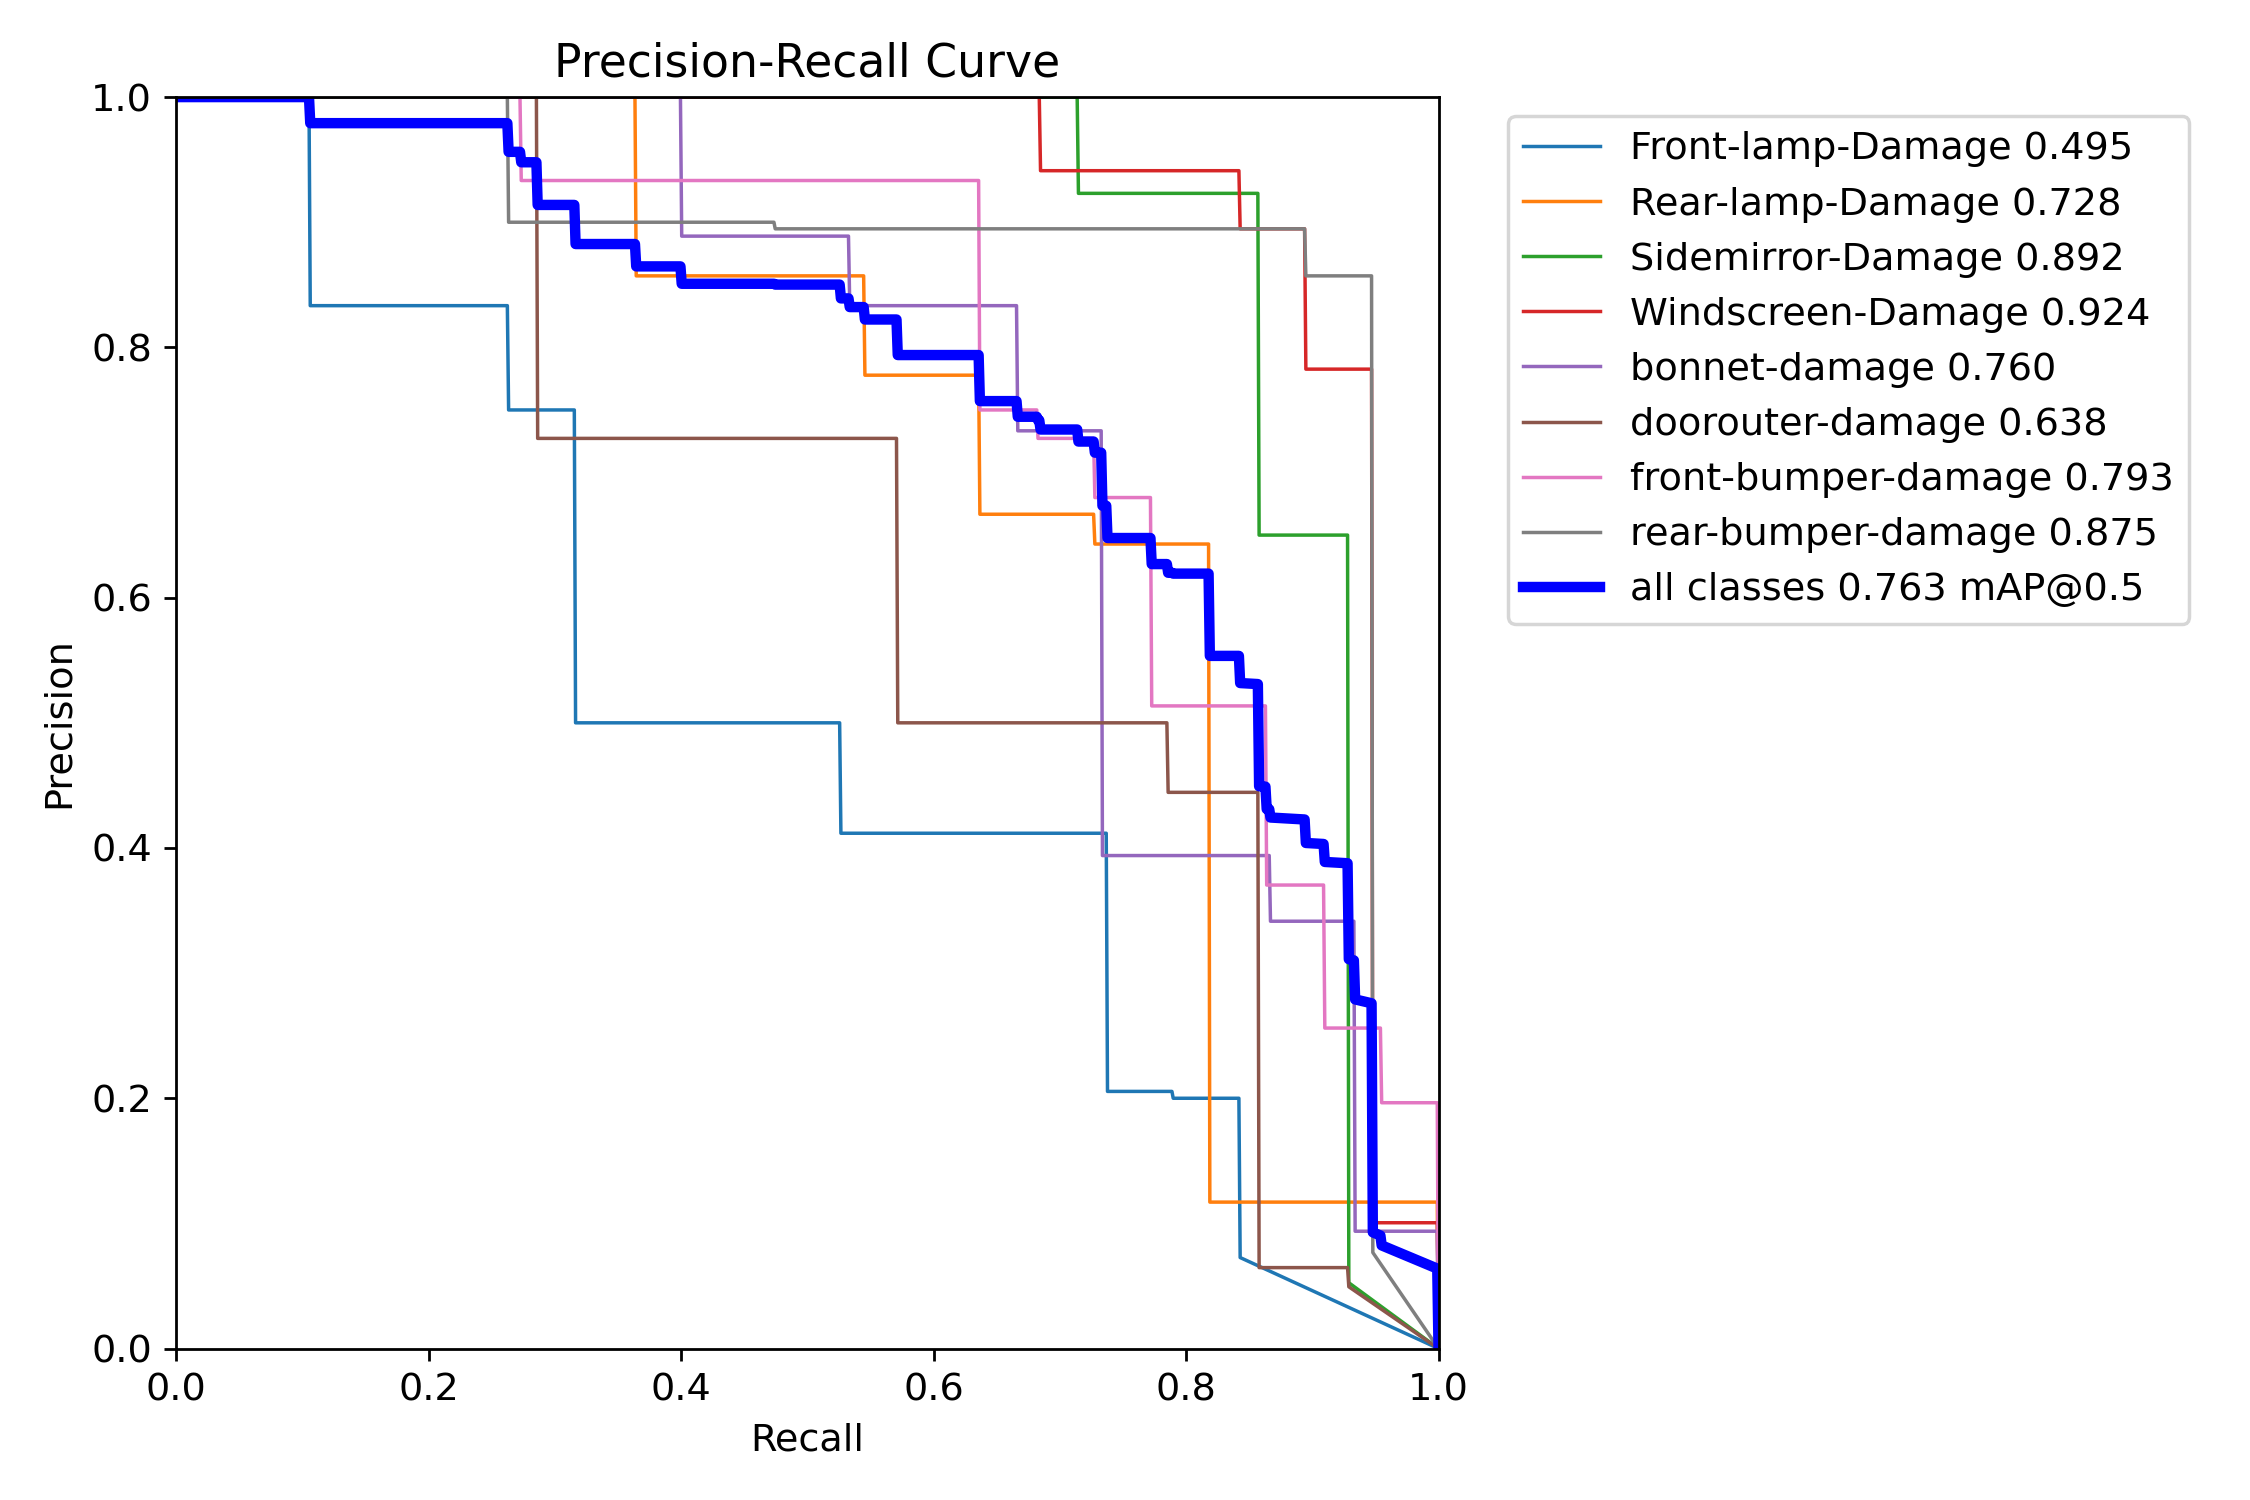 Precision-Recall Curve
1.0
0.8
0.6
0.4
0.2
0.0
Precision
0.0 0.2 0.4 0.6 0.8 1.0
Recall
Front-lamp-Damage 0.495
Rear-lamp-Damage 0.728
Sidemirror-Damage 0.892
Windscreen-Damage 0.924
bonnet-damage 0.760
doorouter-damage 0.638
front-bumper-damage 0.793
rear-bumper-damage 0.875
all classes 0.763 mAP@0.5